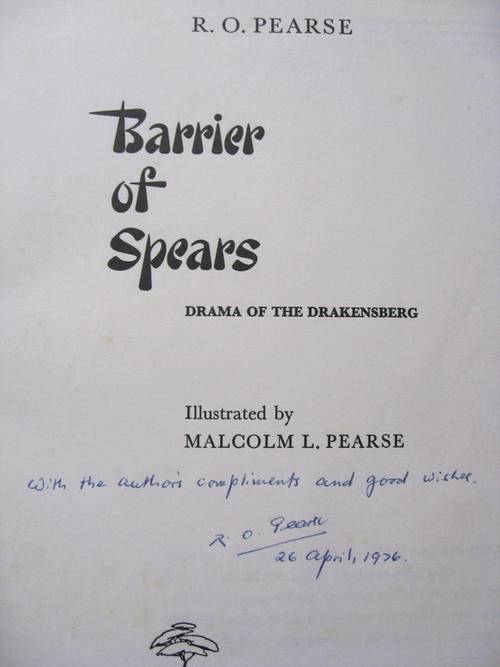 R. O. PEARSE
Barrier
of
Spears
DRAMA OF THE DRAKENSBERG
Illustrated by
MALCOLM L. PEARSE
With the author's compliments and good wishes.
R. O. Pearse
26 April, 1976.